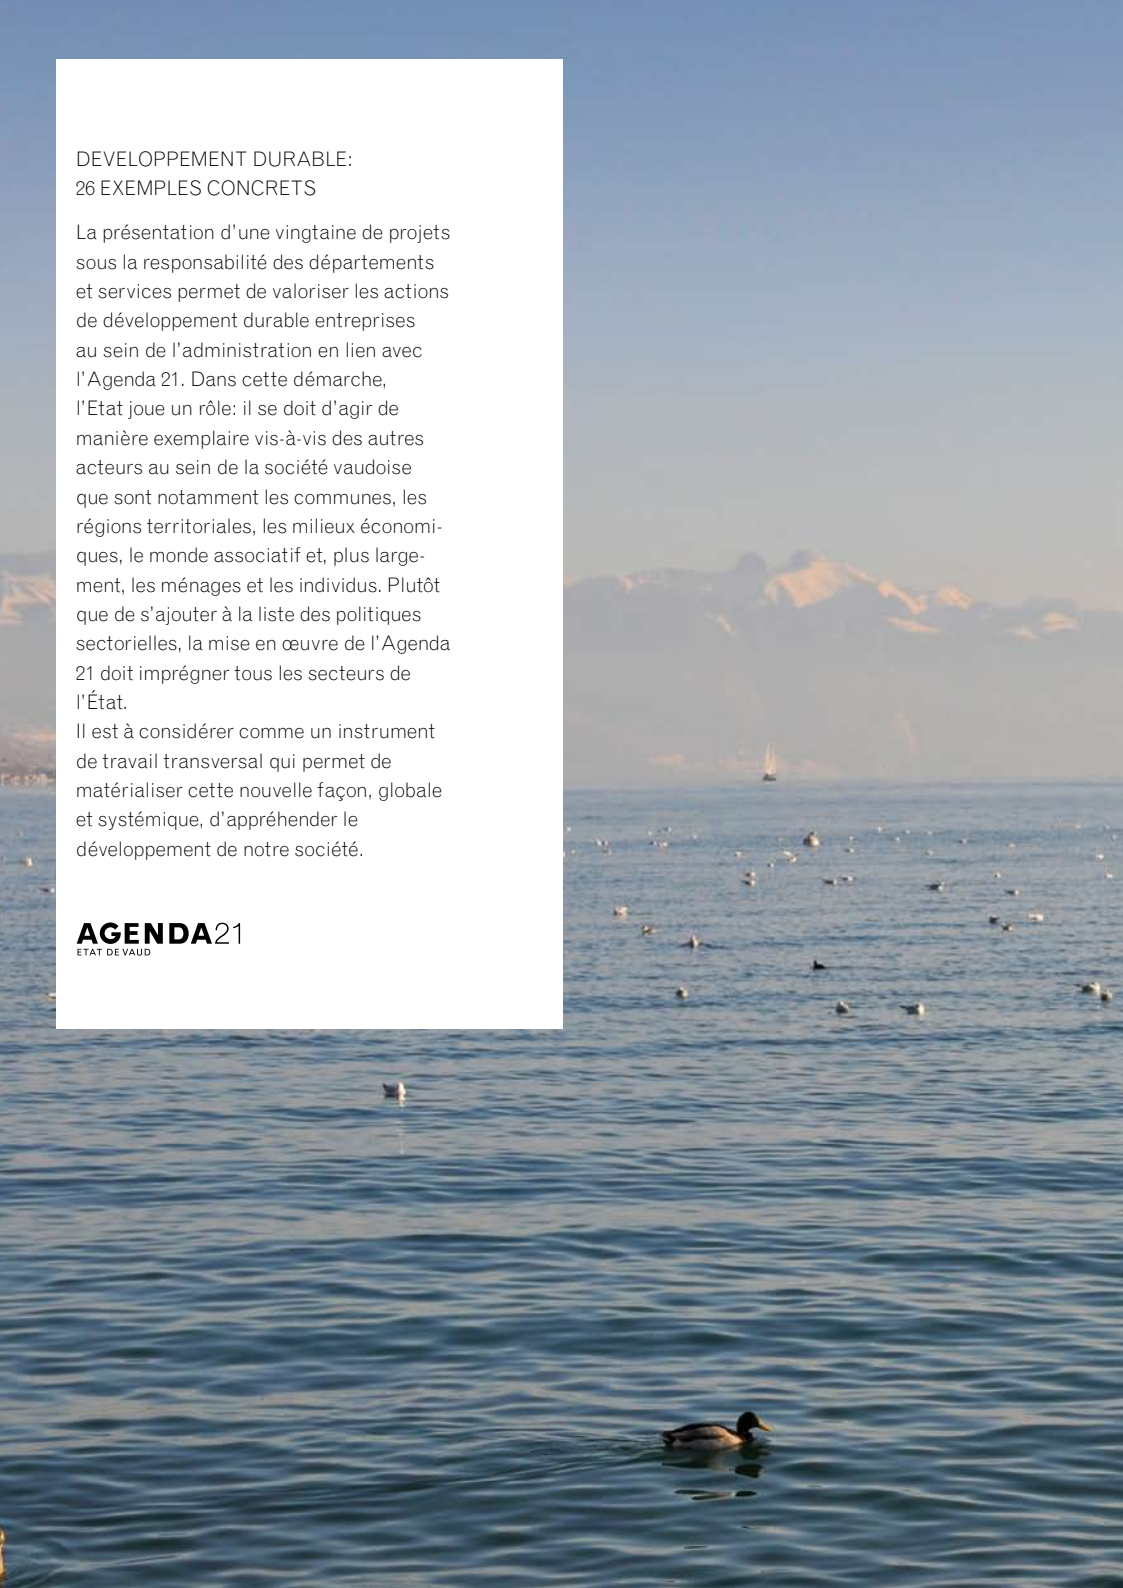 DEVELOPPEMENT DURABLE:
26 EXEMPLES CONCRETS
La présentation d'une vingtaine de projets
sous la responsabilité des départements
et services permet de valoriser les actions
de développement durable entreprises
au sein de l'administration en lien avec
l'Agenda 21. Dans cette démarche,
l'Etat joue un rôle: il se doit d'agir de
manière exemplaire vis-à-vis des autres
acteurs au sein de la société vaudoise
que sont notamment les communes, les
régions territoriales, les milieux économi-
ques, le monde associatif et, plus large-
ment, les ménages et les individus. Plutôt
que de s'ajouter à la liste des politiques
sectorielles, la mise en œuvre de l'Agenda
21 doit imprégner tous les secteurs de
l'État.
Il est à considérer comme un instrument
de travail transversal qui permet de
matérialiser cette nouvelle façon, globale
et systémique, d'appréhender le
développement de notre société.
AGENDA21
ETAT DE VAUD